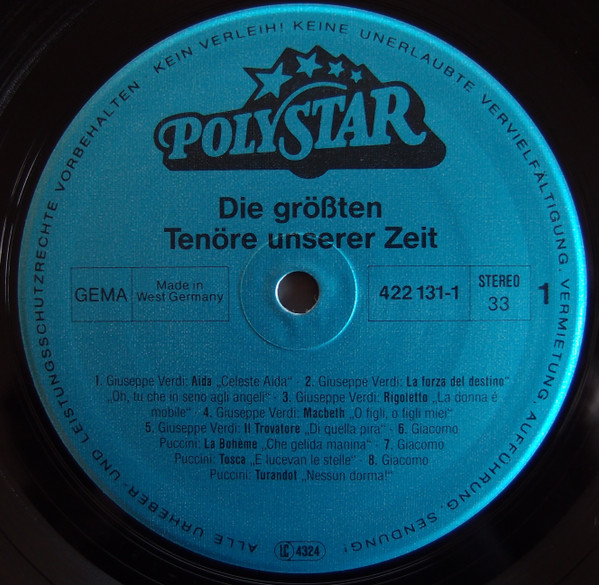 ALLE URHEBER- UND LEISTUNGSSCHUTZRECHTE VORBEHALTEN KEIN VERLEIH! KEINE UNERLAUBTE VERVIELFÄLTIGUNG, VERMIETUNG, AUFFÜHRUNG, SENDUNG!
POLYSTAR
Die größten
Tenöre unserer Zeit
GEMA
Made in
West Germany
422 131-1
STEREO
33
1
1. Giuseppe Verdi: Aida „Celeste Aida“ · 2. Giuseppe Verdi: La forza del destino
„Oh, tu che in seno agli angeli“ · 3. Giuseppe Verdi: Rigoletto „La donna è
mobile“ · 4. Giuseppe Verdi: Macbeth „O figli, o figli miei“
5. Giuseppe Verdi: Il Trovatore „Di quella pira“ · 6. Giacomo
Puccini: La Bohème „Che gelida manina“ · 7. Giacomo
Puccini: Tosca „E lucevan le stelle“ · 8. Giacomo
Puccini: Turandot „Nessun dorma!“
LC 4324